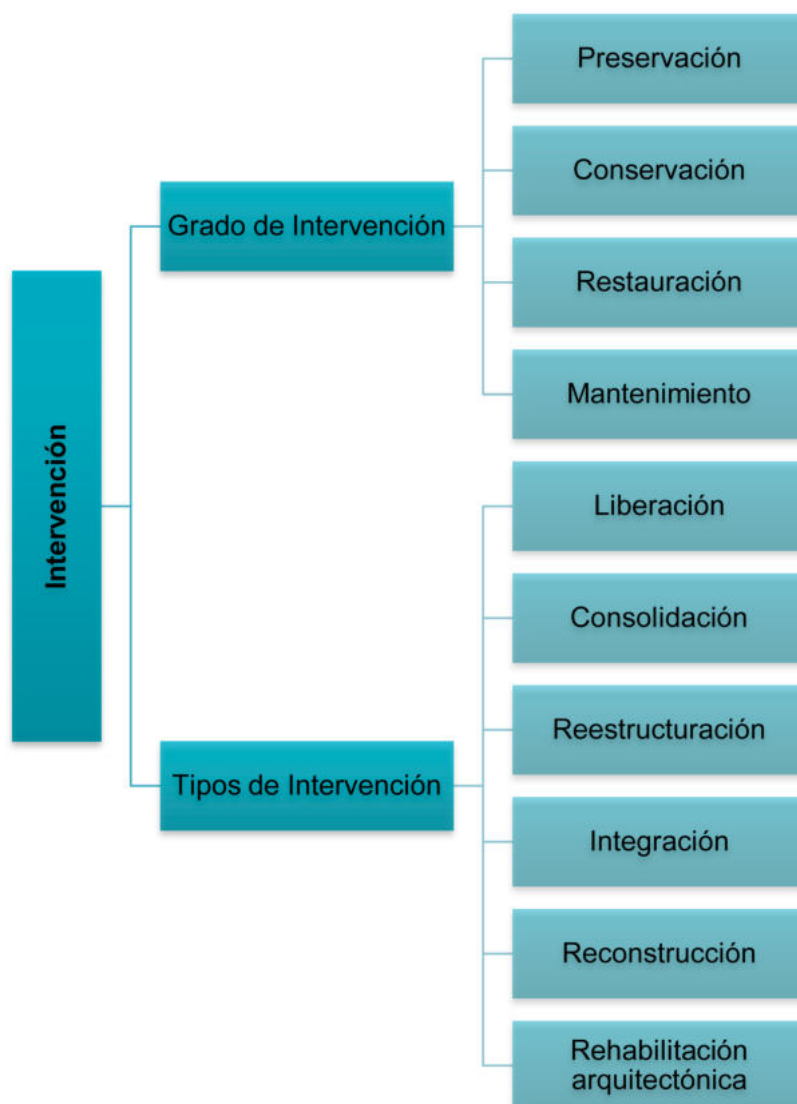 Intervención
Grado de Intervención
Preservación
Conservación
Restauración
Mantenimiento
Tipos de Intervención
Liberación
Consolidación
Reestructuración
Integración
Reconstrucción
Rehabilitación
arquitectónica